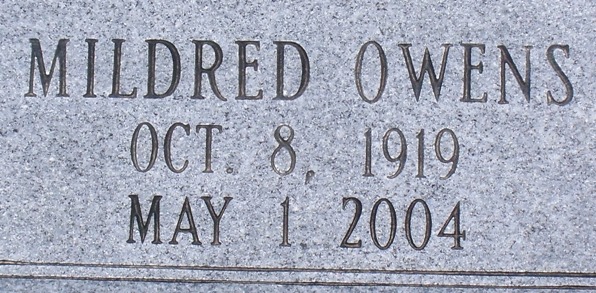 MILDRED OWENS
OCT. 8, 1919
MAY 1 2004